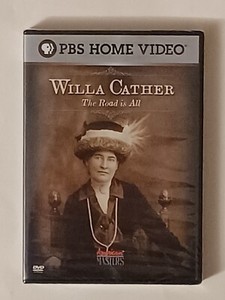 PBS HOME VIDEO®
WILLA CATHER
The Road is All
American
MASTERS
DVD